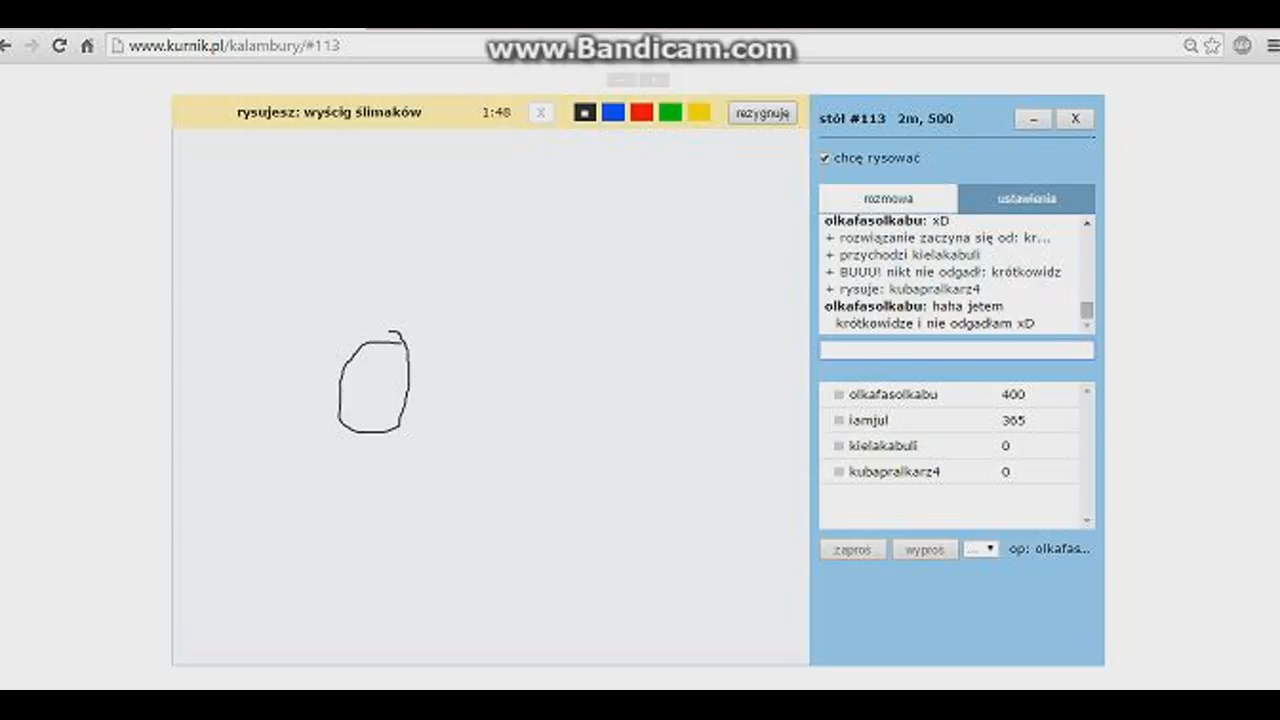 www.kurnik.pl/kalambury/#113
www.Bandicam.com
rysujesz: wyścig ślimaków
1:48
X
rezygnuję
stół #113 2m, 500
–
X
chcę rysować
rozmowa
ustawienia
olkafasolkabu: xD
+ rozwiązanie zaczyna się od: kr...
+ przychodzi kielakabuli
+ BUUU! nikt nie odgadł: krótkowidz
+ rysuje: kubapralkarz4
olkafasolkabu: haha jetem
krótkowidze i nie odgadłam xD
olkafasolkabu 400
iamjul 365
kielakabuli 0
kubapralkarz4 0
zaproś
wyproś
...
op: olkafas...